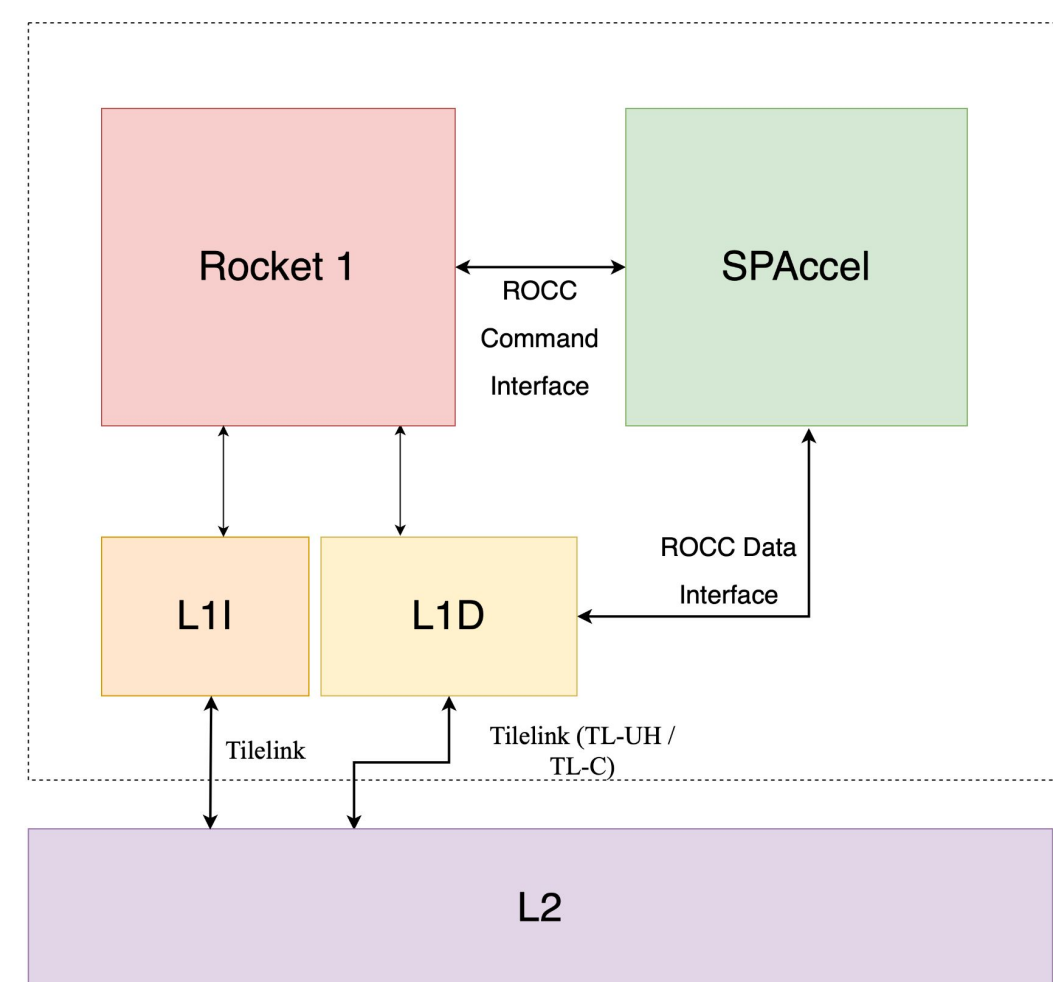 Rocket 1
SPAccel
ROCC
Command
Interface
L1I
L1D
ROCC Data
Interface
Tilelink
Tilelink (TL-UH /
TL-C)
L2